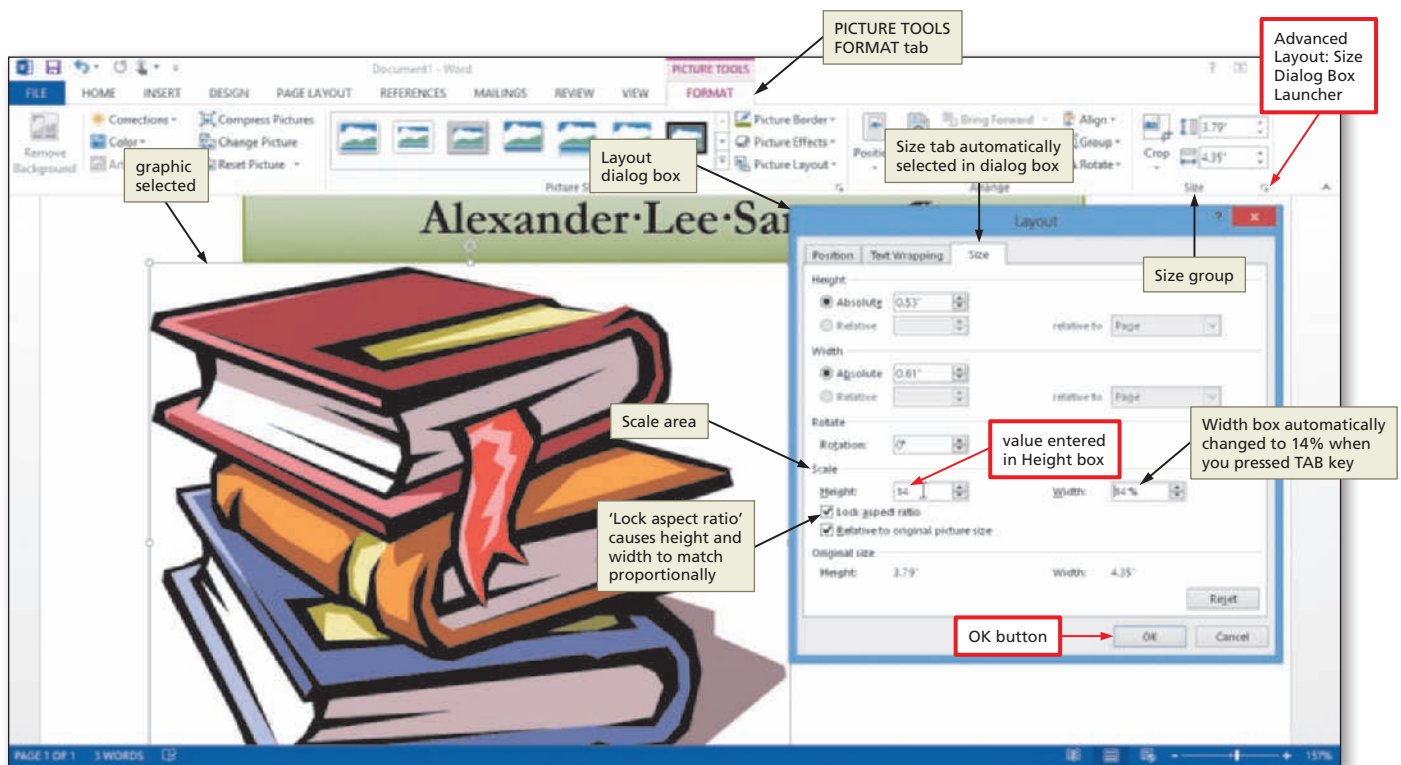 PICTURE TOOLS
FORMAT tab
Advanced
Layout: Size
Dialog Box
Launcher
Document1 - Word
PICTURE TOOLS
?
FILE HOME INSERT DESIGN PAGE LAYOUT REFERENCES MAILINGS REVIEW VIEW FORMAT
Remove
Background
Corrections
Color
Compress Pictures
Change Picture
Reset Picture
Picture Border
Picture Effects
Picture Layout
Bring Forward
Align
Group
Rotate
Crop
3.79"
4.35"
Arrange
Size
graphic
selected
Layout
dialog box
Size tab automatically
selected in dialog box
Size group
Alexander·Lee·
Layout
?
Position Text Wrapping Size
Height
Absolute 0.53"
Relative relative to Page
Width
Absolute 0.61"
Relative relative to Page
Rotate
Rotation: 0°
Scale
Height: 14 Width: 14 %
Lock aspect ratio
Relative to original picture size
Original size
Height: 3.79" Width: 4.35"
Reset
OK Cancel
Scale area
value entered
in Height box
Width box automatically
changed to 14% when
you pressed TAB key
'Lock aspect ratio'
causes height and
width to match
proportionally
OK button
PAGE 1 OF 1 3 WORDS
157%